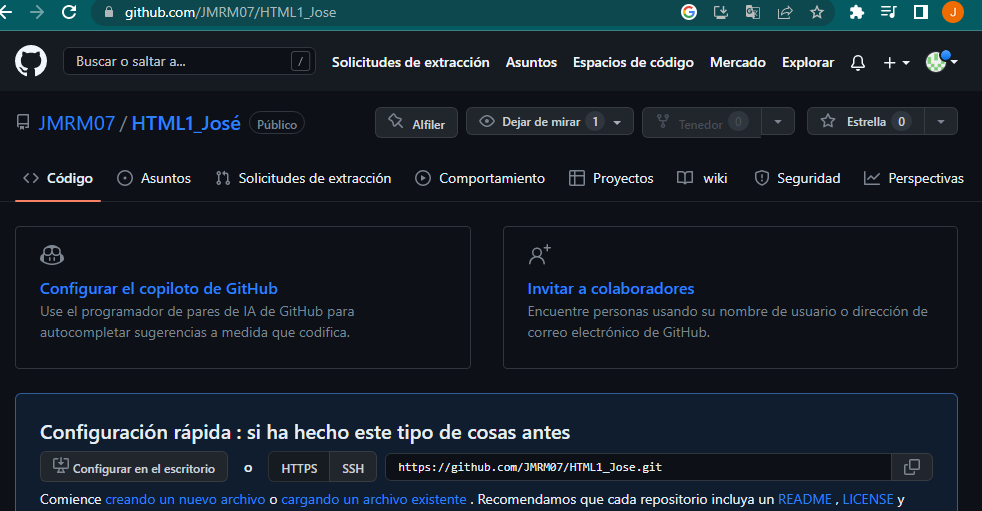 github.com/JMRM07/HTML1_Jose
J
Buscar o saltar a... / Solicitudes de extracción Asuntos Espacios de código Mercado Explorar
JMRM07 / HTML1_José Público Alfiler Dejar de mirar 1 Tenedor 0 Estrella 0
Código Asuntos Solicitudes de extracción Comportamiento Proyectos wiki Seguridad Perspectivas
Configurar el copiloto de GitHub
Use el programador de pares de IA de GitHub para
autocompletar sugerencias a medida que codifica.
Invitar a colaboradores
Encuentre personas usando su nombre de usuario o dirección de
correo electrónico de GitHub.
Configuración rápida : si ha hecho este tipo de cosas antes
Configurar en el escritorio o HTTPS SSH https://github.com/JMRM07/HTML1_Jose.git
Comience creando un nuevo archivo o cargando un archivo existente . Recomendamos que cada repositorio incluya un README , LICENSE y